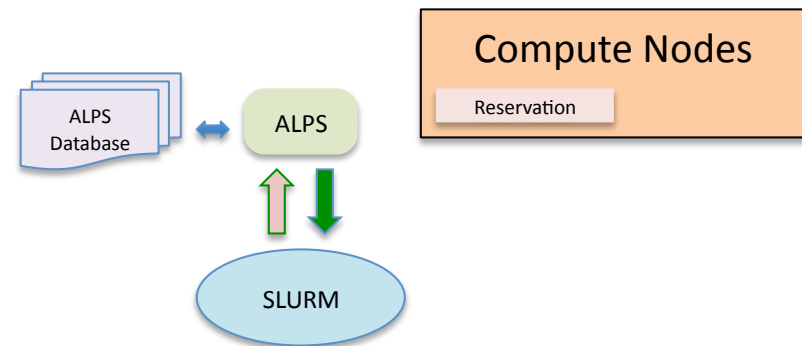 Compute Nodes
Reservation
ALPS
Database
ALPS
SLURM